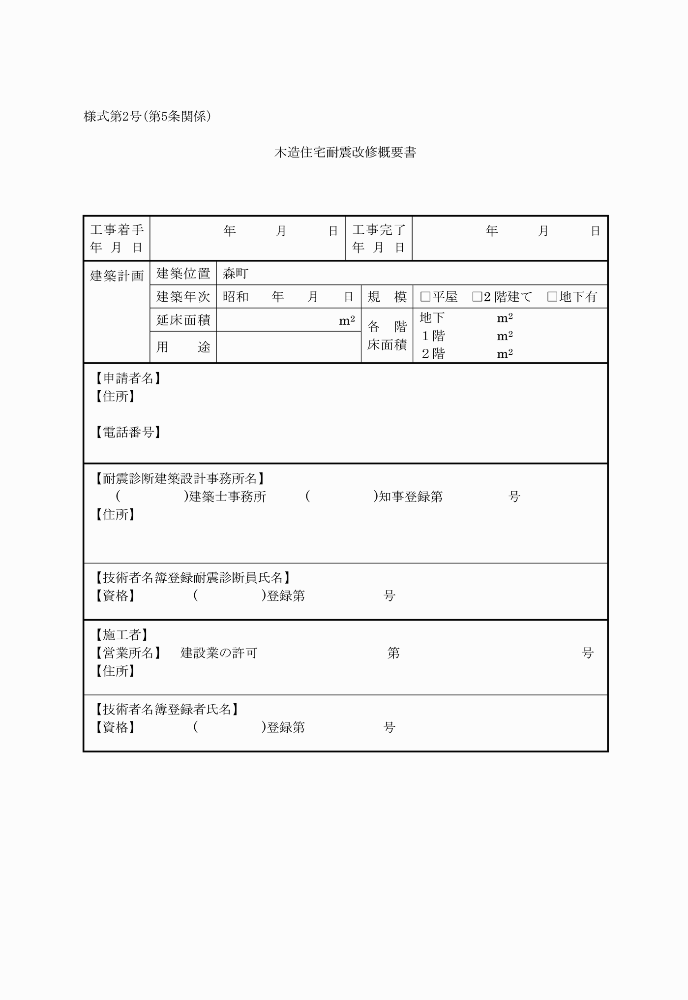 様式第2号(第5条関係)
木造住宅耐震改修概要書
工事着手
年 月 日
年　　　月　　　日
工事完了
年 月 日
年　　　月　　　日
建築計画
建築位置
森町
建築年次
昭和　年　月　日
規　模
□平屋　□2 階建て　□地下有
延床面積
m²
用　途
各　階
床面積
地下　　　　m²
１階　　　　m²
２階　　　　m²
【申請者名】
【住所】
【電話番号】
【耐震診断建築設計事務所名】
(　　　　　)建築士事務所　　　(　　　　　)知事登録第　　　　　号
【住所】
【技術者名簿登録耐震診断員氏名】
【資格】　　　　(　　　　　)登録第　　　　　　号
【施工者】
【営業所名】　建設業の許可　　　　　　　　　　第　　　　　　　　　　　　　　号
【住所】
【技術者名簿登録者氏名】
【資格】　　　　(　　　　　)登録第　　　　　　号